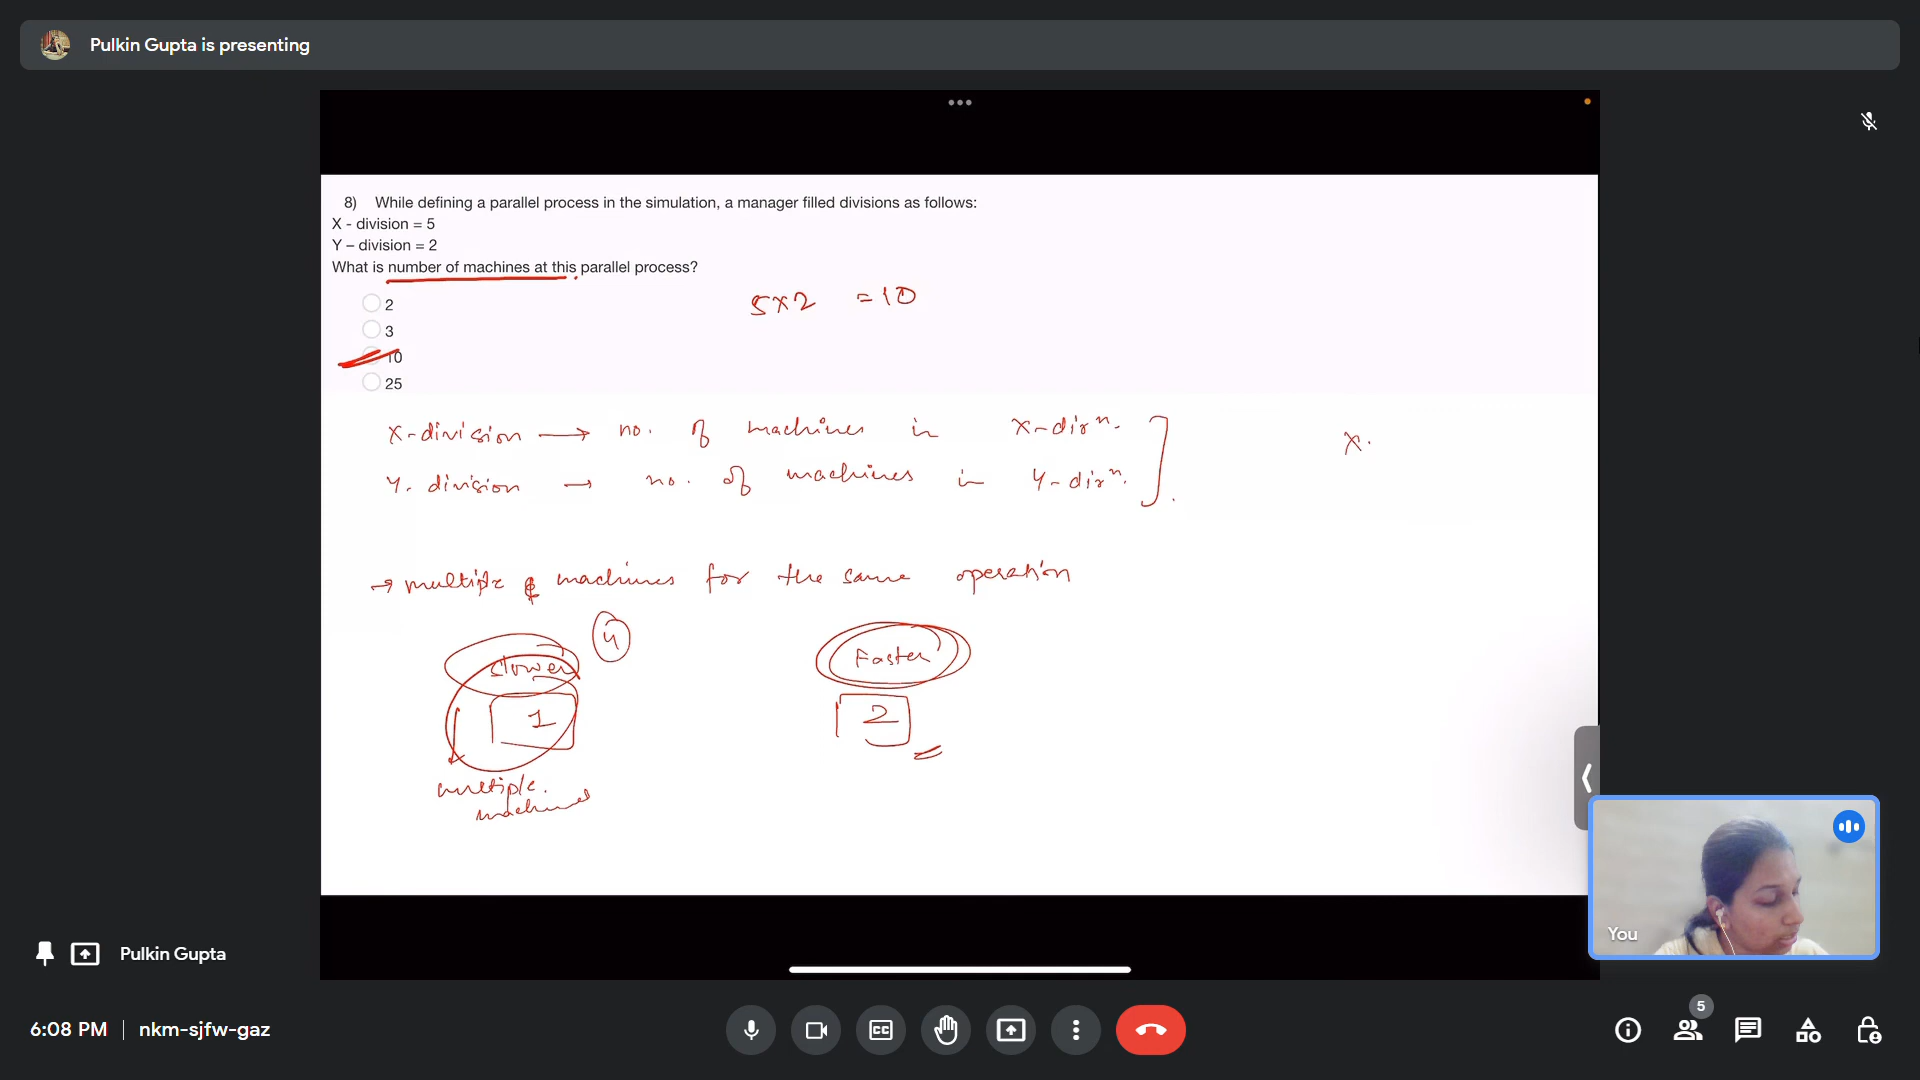 Pulkin Gupta is presenting
8) While defining a parallel process in the simulation, a manager filled divisions as follows:
X - division = 5
Y – division = 2
What is number of machines at this parallel process?
5x2 = 10
2
3
10
25
X-division → no. of machines in X-dirⁿ.
Y-division → no. of machines in Y-dirⁿ.
X.
→ multiple machines for the same operation
4
Slower
Faster
1
2
multiple.
machines
You
Pulkin Gupta
5
6:08 PM | nkm-sjfw-gaz
CC